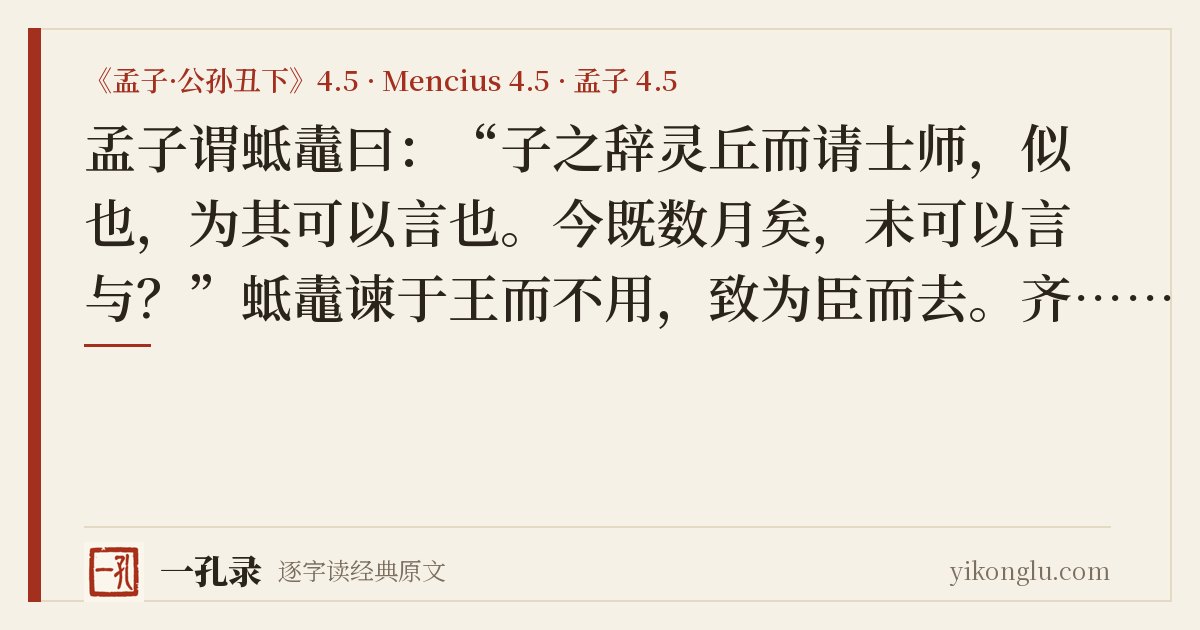 《孟子·公孙丑下》4.5 · Mencius 4.5 · 孟子 4.5
孟子谓蚳鼃曰：“子之辞灵丘而请士师，似
也，为其可以言也。今既数月矣，未可以言
与？”蚳鼃谏于王而不用，致为臣而去。齐……
一孔
一孔录 逐字读经典原文 yikonglu.com